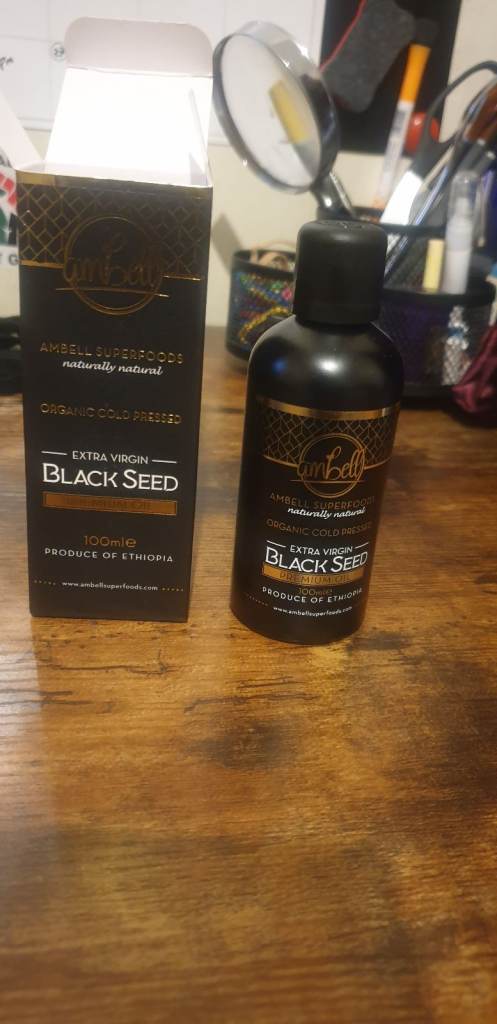 ambell
AMBELL SUPERFOODS
naturally natural
ORGANIC COLD PRESSED
EXTRA VIRGIN
BLACK SEED
PREMIUM OIL
100ml e
PRODUCE OF ETHIOPIA
www.ambellsuperfoods.com
ambell
AMBELL SUPERFOODS
naturally natural
ORGANIC COLD PRESSED
EXTRA VIRGIN
BLACK SEED
PREMIUM OIL
100ml e
PRODUCE OF ETHIOPIA
www.ambellsuperfoods.com